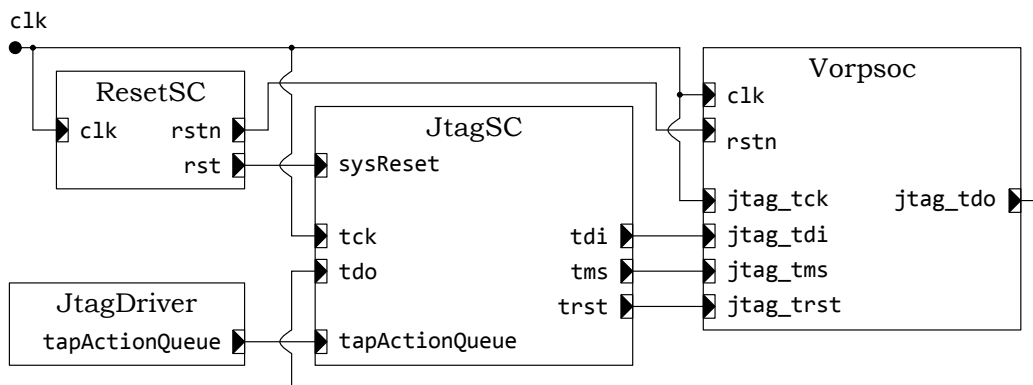 clk
ResetSC
clk
rstn
rst
JtagDriver
tapActionQueue
JtagSC
sysReset
tck
tdo
tapActionQueue
tdi
tms
trst
Vorpsoc
clk
rstn
jtag_tck
jtag_tdi
jtag_tms
jtag_trst
jtag_tdo